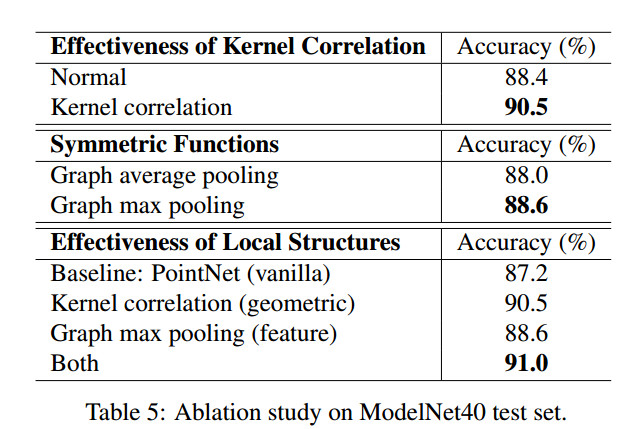 Effectiveness of Kernel Correlation Accuracy (%)
Normal 88.4
Kernel correlation 90.5
Symmetric Functions Accuracy (%)
Graph average pooling 88.0
Graph max pooling 88.6
Effectiveness of Local Structures Accuracy (%)
Baseline: PointNet (vanilla) 87.2
Kernel correlation (geometric) 90.5
Graph max pooling (feature) 88.6
Both 91.0
Table 5: Ablation study on ModelNet40 test set.